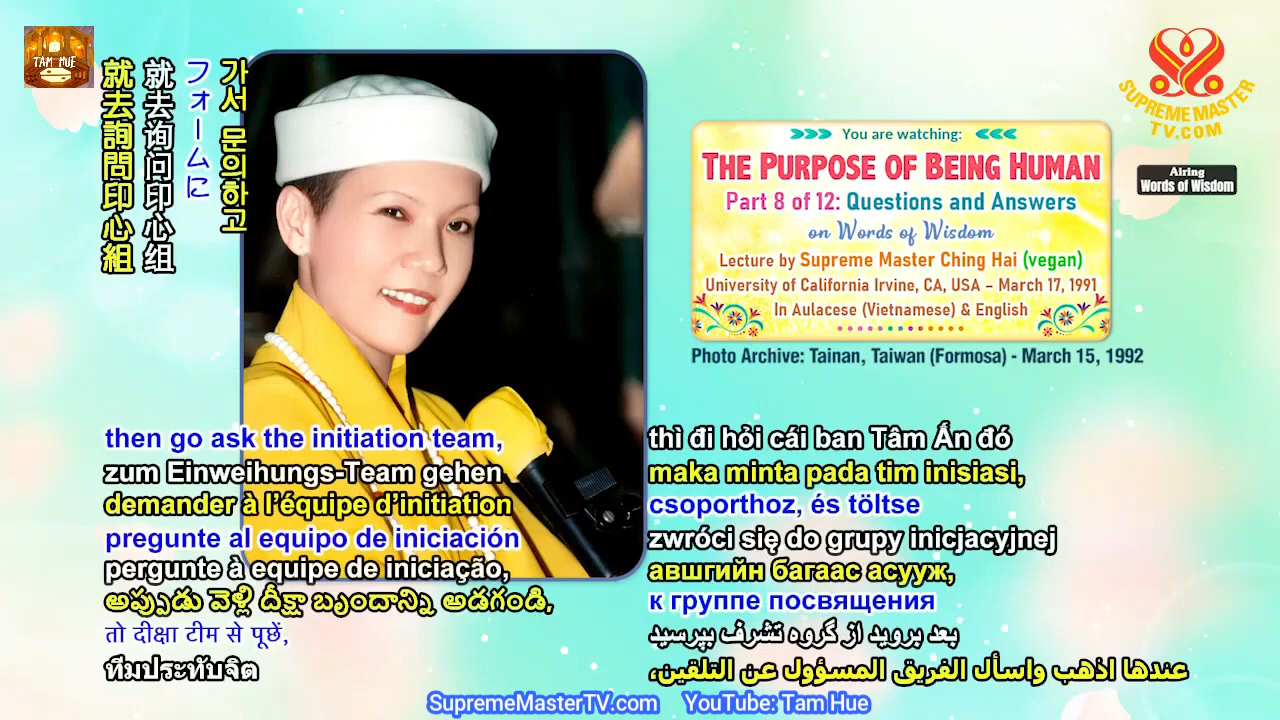 TAM HUE
就去詢問印心組
就去询问印心组
フォームに
가서 문의하고
SUPREME MASTER
TV.COM
Airing
Words of Wisdom
You are watching:
THE PURPOSE OF BEING HUMAN
Part 8 of 12: Questions and Answers
on Words of Wisdom
Lecture by Supreme Master Ching Hai (vegan)
University of California Irvine, CA, USA – March 17, 1991
In Aulacese (Vietnamese) & English
Photo Archive: Tainan, Taiwan (Formosa) - March 15, 1992
then go ask the initiation team,
zum Einweihungs-Team gehen
demander à l’équipe d’initiation
pregunte al equipo de iniciación
pergunte à equipe de iniciação,
అప్పుడు వెళ్లి దీక్షా బృందాన్ని అడగండి,
तो दीक्षा टीम से पूछें,
ทีมประทับจิต
thì đi hỏi cái ban Tâm Ấn đó
maka minta pada tim inisiasi,
csoporthoz, és töltse
zwróci się do grupy inicjacyjnej
авшгийн багаас асууж,
к группе посвящения
بعد بروید از گروه تشرف بپرسید
عندها اذهب واسأل الفريق المسؤول عن التلقين،
SupremeMasterTV.com YouTube: Tam Hue